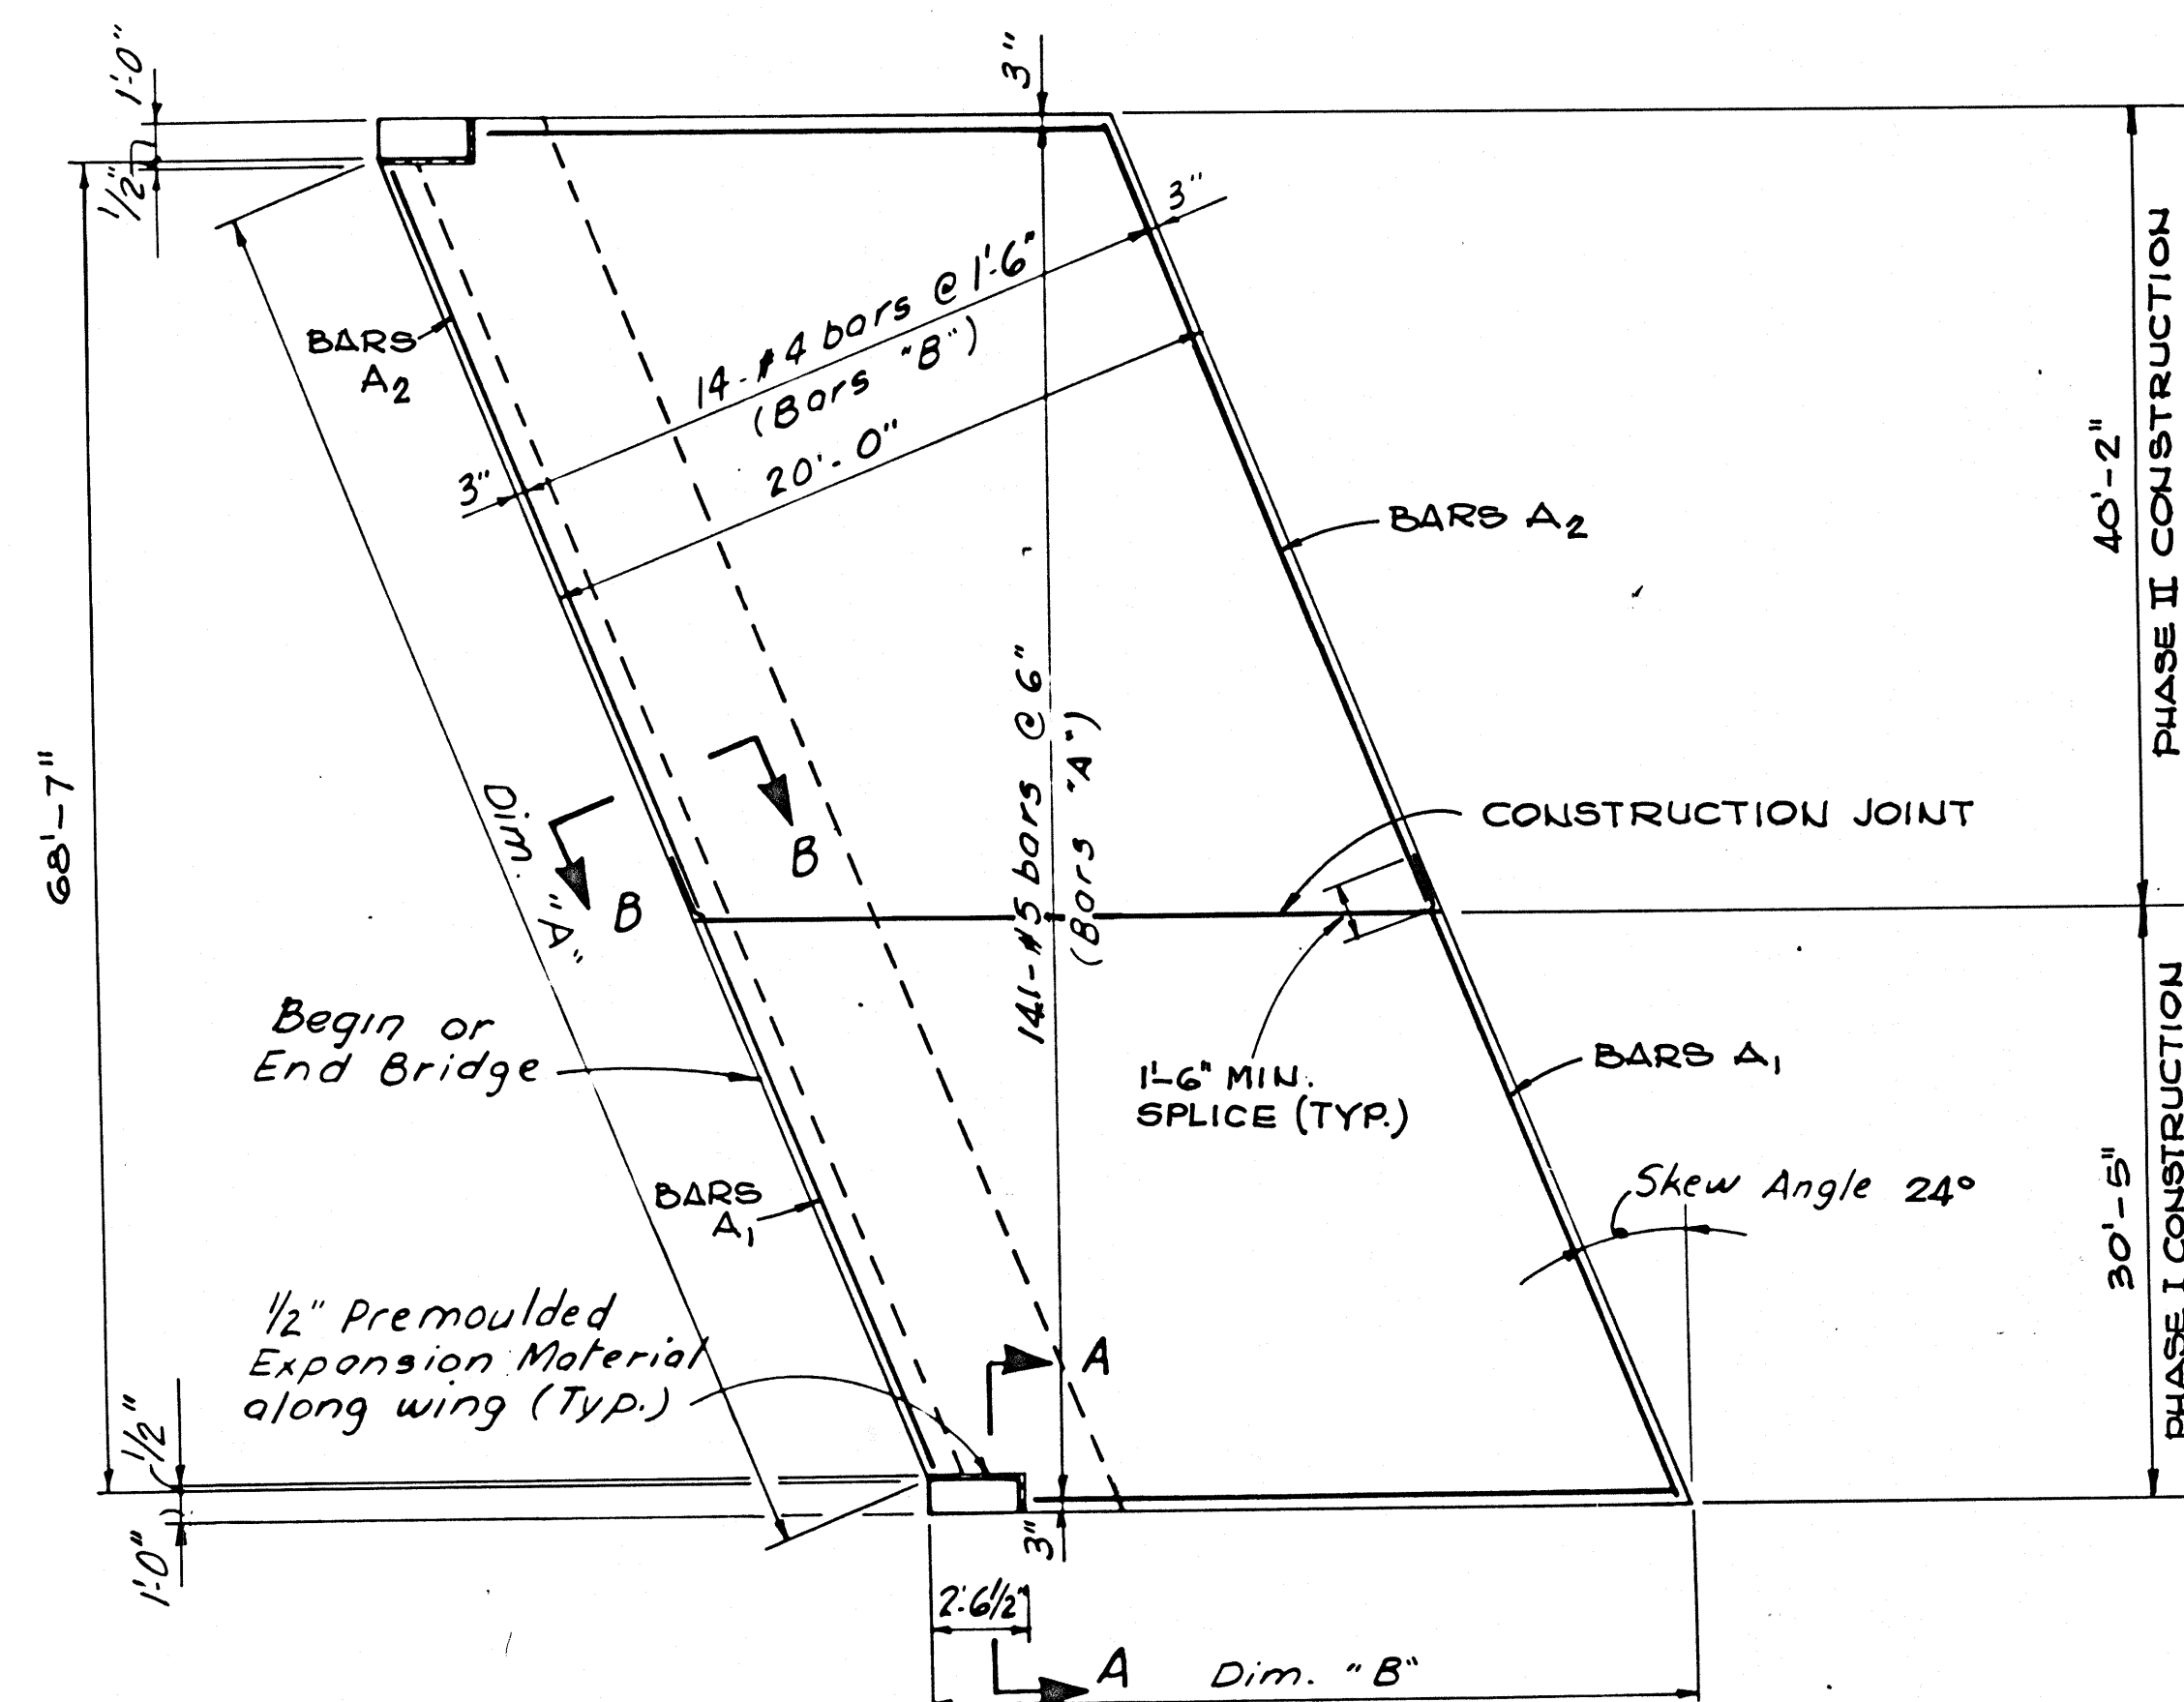 1'-0"
3"
1/2"
3"
14-#4 bars @ 1'-6"
(Bars "B")
BARS
A2
20'-0"
3"
BARS A2
40'-2"
PHASE II CONSTRUCTION
68'-7"
Dim. "A"
B
B
141-#5 bars @ 6"
(Bars "A")
CONSTRUCTION JOINT
Begin or
End Bridge
1'-6" MIN.
SPLICE (TYP.)
BARS A1
BARS
A1
Skew Angle 24°
30'-5"
PHASE I CONSTRUCTION
1/2" Premoulded
Expansion Material
along wing (Typ.)
A
1/2"
1'-0"
3"
2'-6 1/2"
A
Dim. "B"